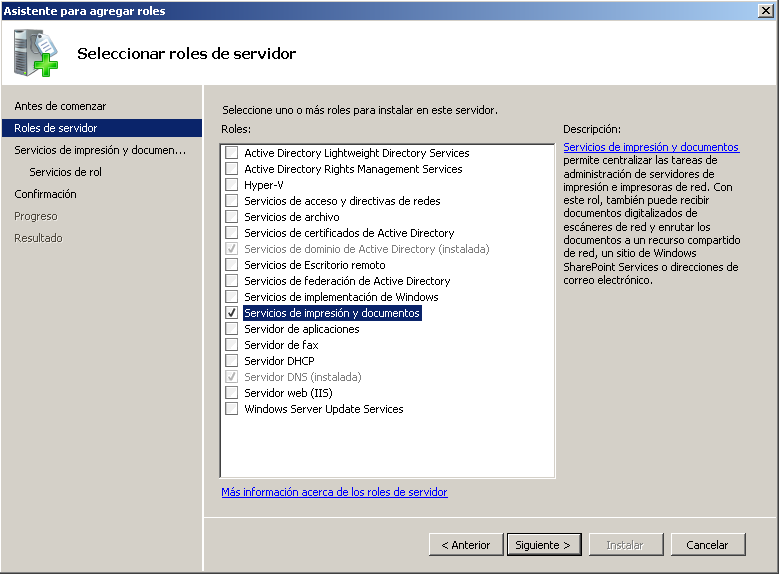 Asistente para agregar roles
Seleccionar roles de servidor
Antes de comenzar
Roles de servidor
Servicios de impresión y documen...
Servicios de rol
Confirmación
Progreso
Resultado
Seleccione uno o más roles para instalar en este servidor.
Roles:
Active Directory Lightweight Directory Services
Active Directory Rights Management Services
Hyper-V
Servicios de acceso y directivas de redes
Servicios de archivo
Servicios de certificados de Active Directory
Servicios de dominio de Active Directory (instalada)
Servicios de Escritorio remoto
Servicios de federación de Active Directory
Servicios de implementación de Windows
Servicios de impresión y documentos
Servidor de aplicaciones
Servidor de fax
Servidor DHCP
Servidor DNS (instalada)
Servidor web (IIS)
Windows Server Update Services
Más información acerca de los roles de servidor
Descripción:
Servicios de impresión y documentos
permite centralizar las tareas de
administración de servidores de
impresión e impresoras de red. Con
este rol, también puede recibir
documentos digitalizados de
escáneres de red y enrutar los
documentos a un recurso compartido
de red, un sitio de Windows
SharePoint Services o direcciones de
correo electrónico.
< Anterior
Siguiente >
Instalar
Cancelar